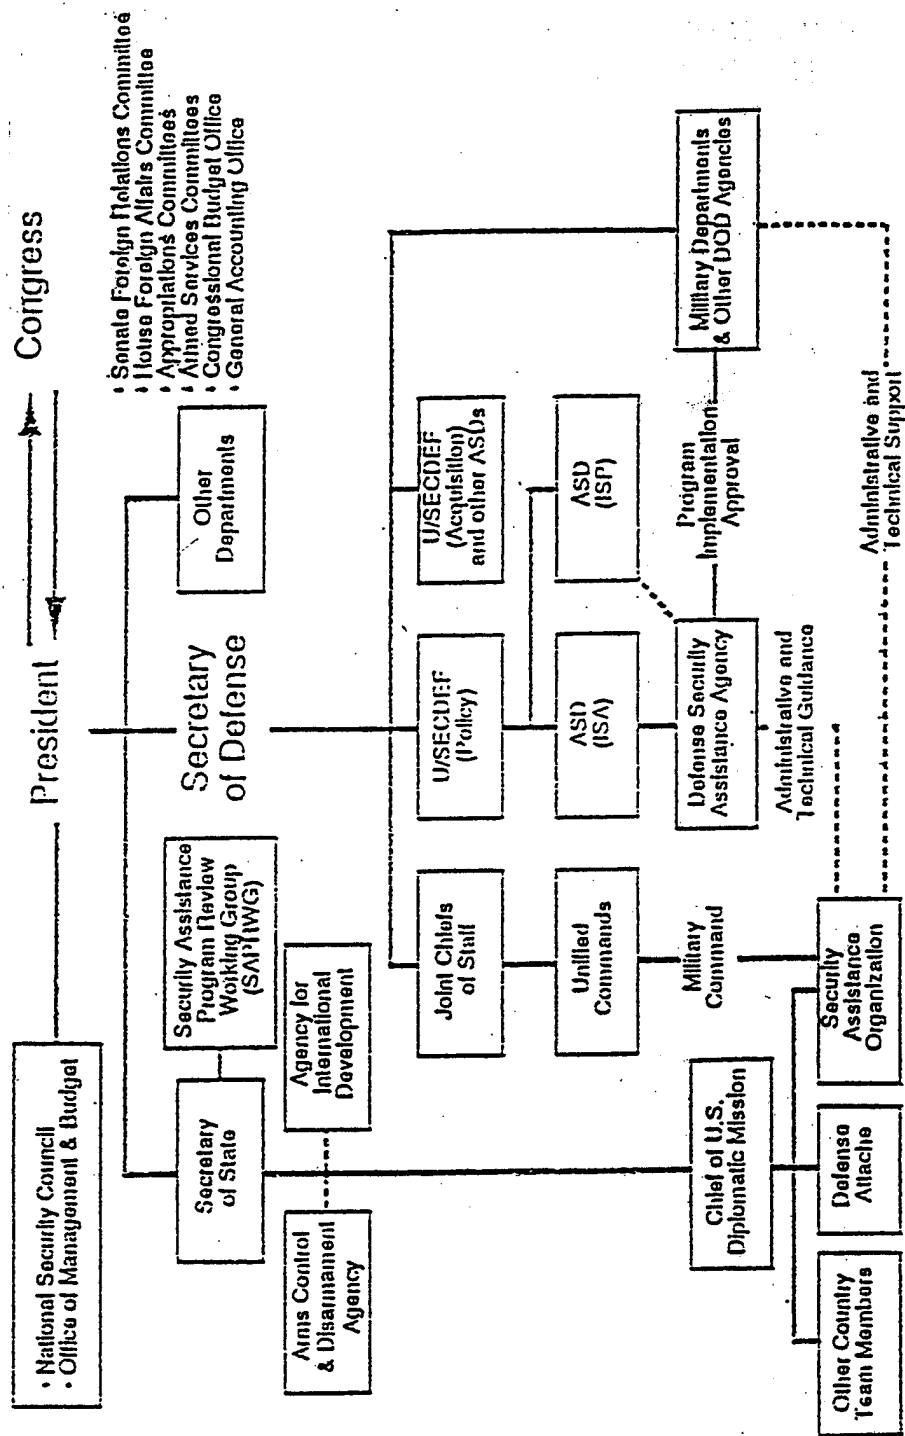 President
Congress
• National Security Council
• Office of Management & Budget
• Senate Foreign Relations Committee
• House Foreign Affairs Committee
• Appropriations Committees
• Armed Services Committees
• Congressional Budget Office
• General Accounting Office
Secretary
of State
Security Assistance
Program Review
Working Group
(SAPRWG)
Secretary
of Defense
Other
Departments
Arms Control
& Disarmament
Agency
Agency for
International
Development
Joint Chiefs
of Staff
U/SECDEF
(Policy)
U/SECDEF
(Acquisition)
and other ASDs
Unified
Commands
ASD
(ISA)
ASD
(ISP)
Chief of U.S.
Diplomatic Mission
Military
Command
Defense Security
Assistance Agency
Program
Implementation
Approval
Military Departments
& Other DOD Agencies
Administrative and
Technical Guidance
Other Country
Team Members
Defense
Attache
Security
Assistance
Organization
Administrative and
Technical Support